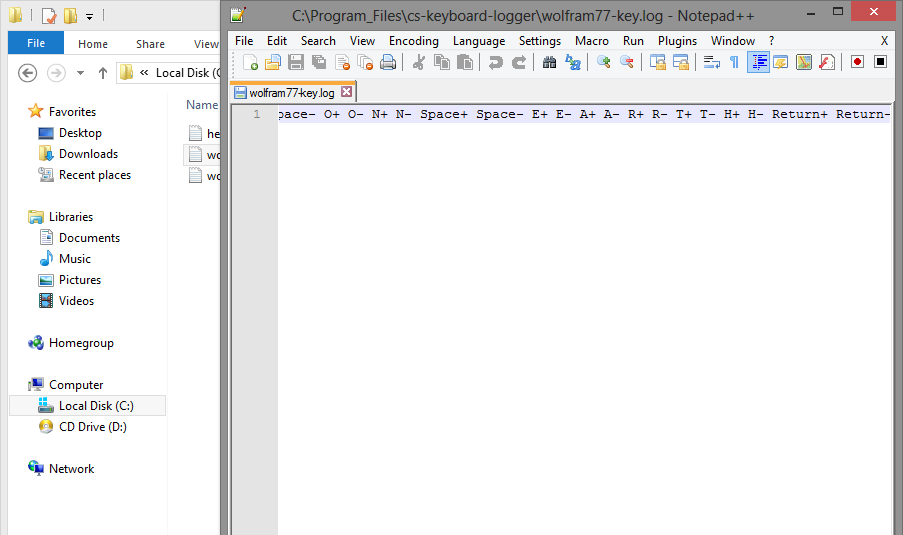 C:\Program_Files\cs-keyboard-logger\wolfram77-key.log - Notepad++
File Home Share View
Local Disk (C
Favorites
Desktop
Downloads
Recent places
Libraries
Documents
Music
Pictures
Videos
Homegroup
Computer
Local Disk (C:)
CD Drive (D:)
Network
Name
he
wo
wo
File Edit Search View Encoding Language Settings Macro Run Plugins Window ? X
wolfram77-key.log
1 pace- O+ O- N+ N- Space+ Space- E+ E- A+ A- R+ R- T+ T- H+ H- Return+ Return-